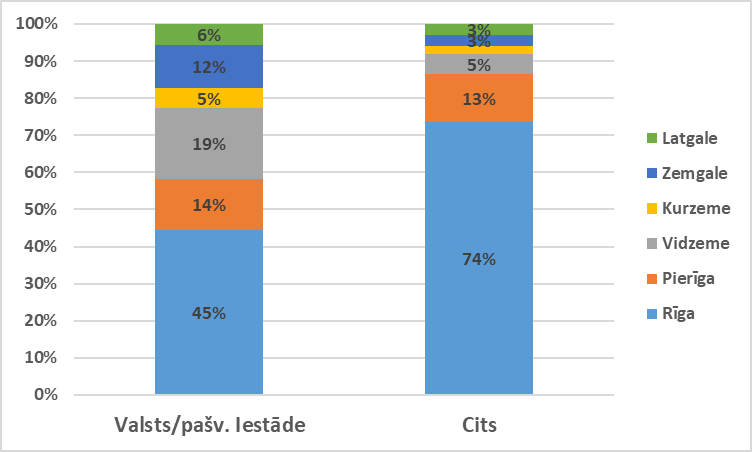 100%
90%
80%
70%
60%
50%
40%
30%
20%
10%
0%
6%
12%
5%
19%
14%
45%
3%
3%
5%
13%
74%
Valsts/pašv. Iestāde
Cits
Latgale
Zemgale
Kurzeme
Vidzeme
Pierīga
Rīga